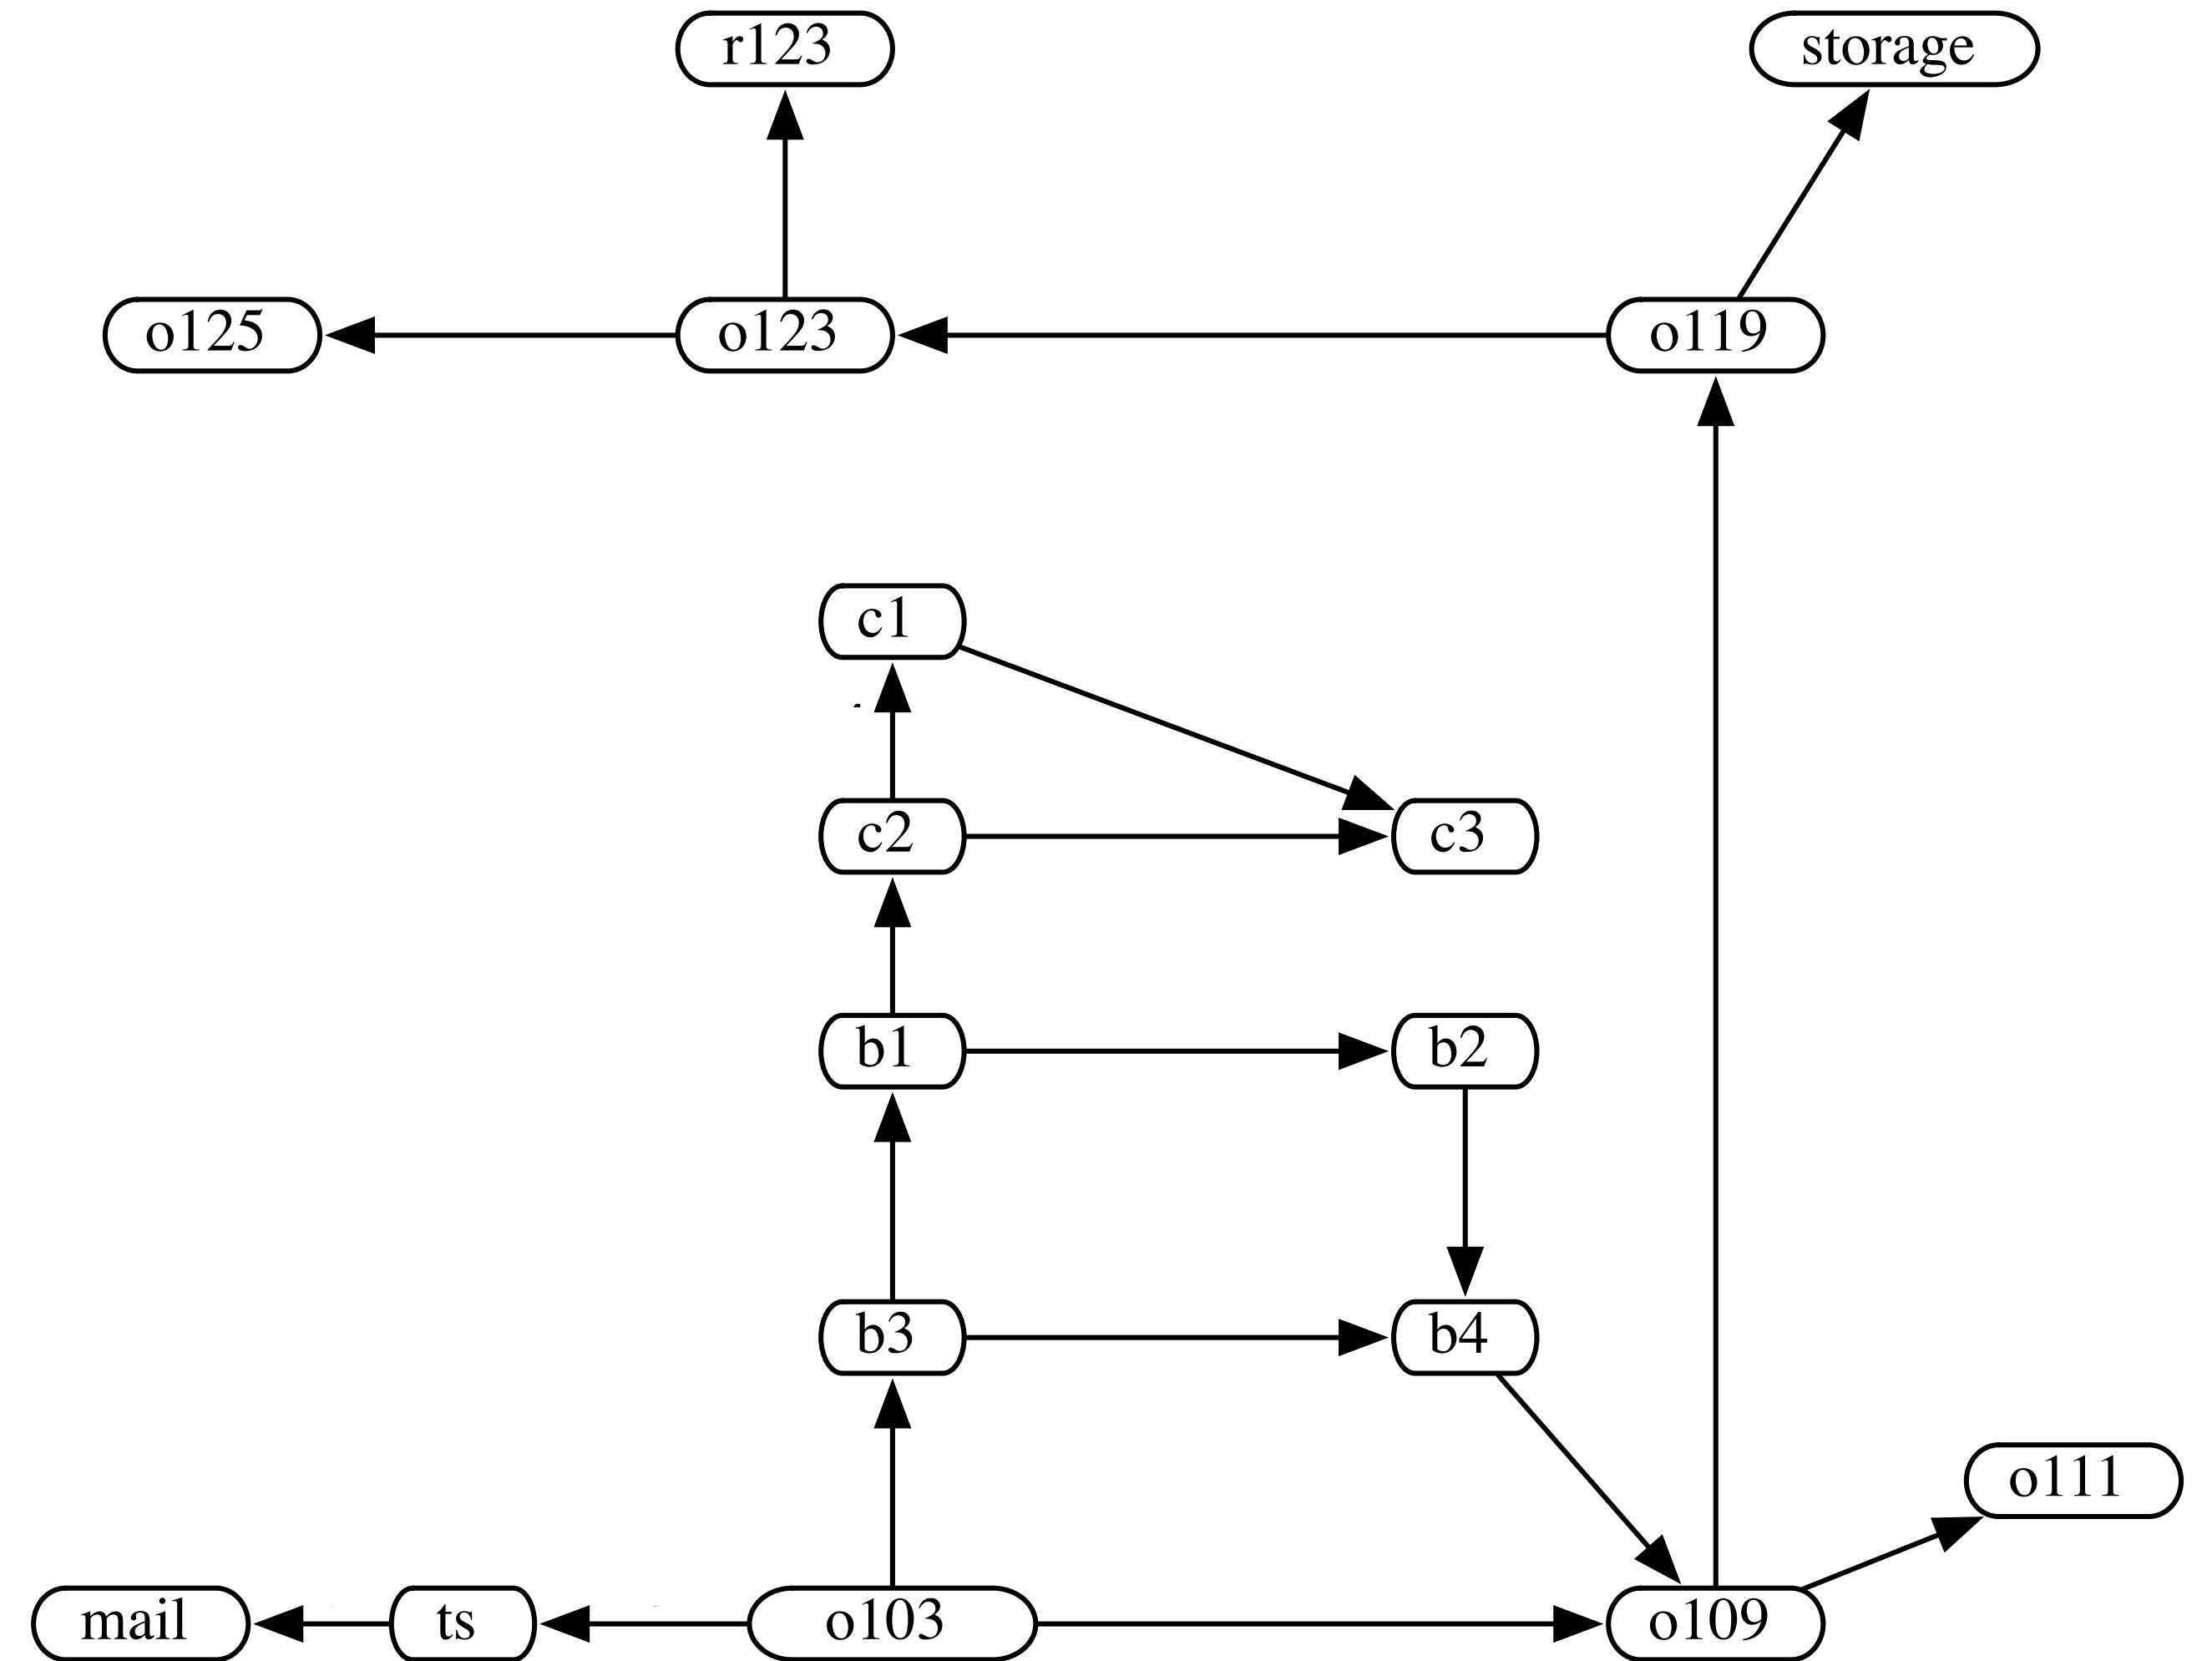 r123 storage
o125 o123 o119
c1
c2 c3
b1 b2
b3 b4
o111
mail ts o103 o109